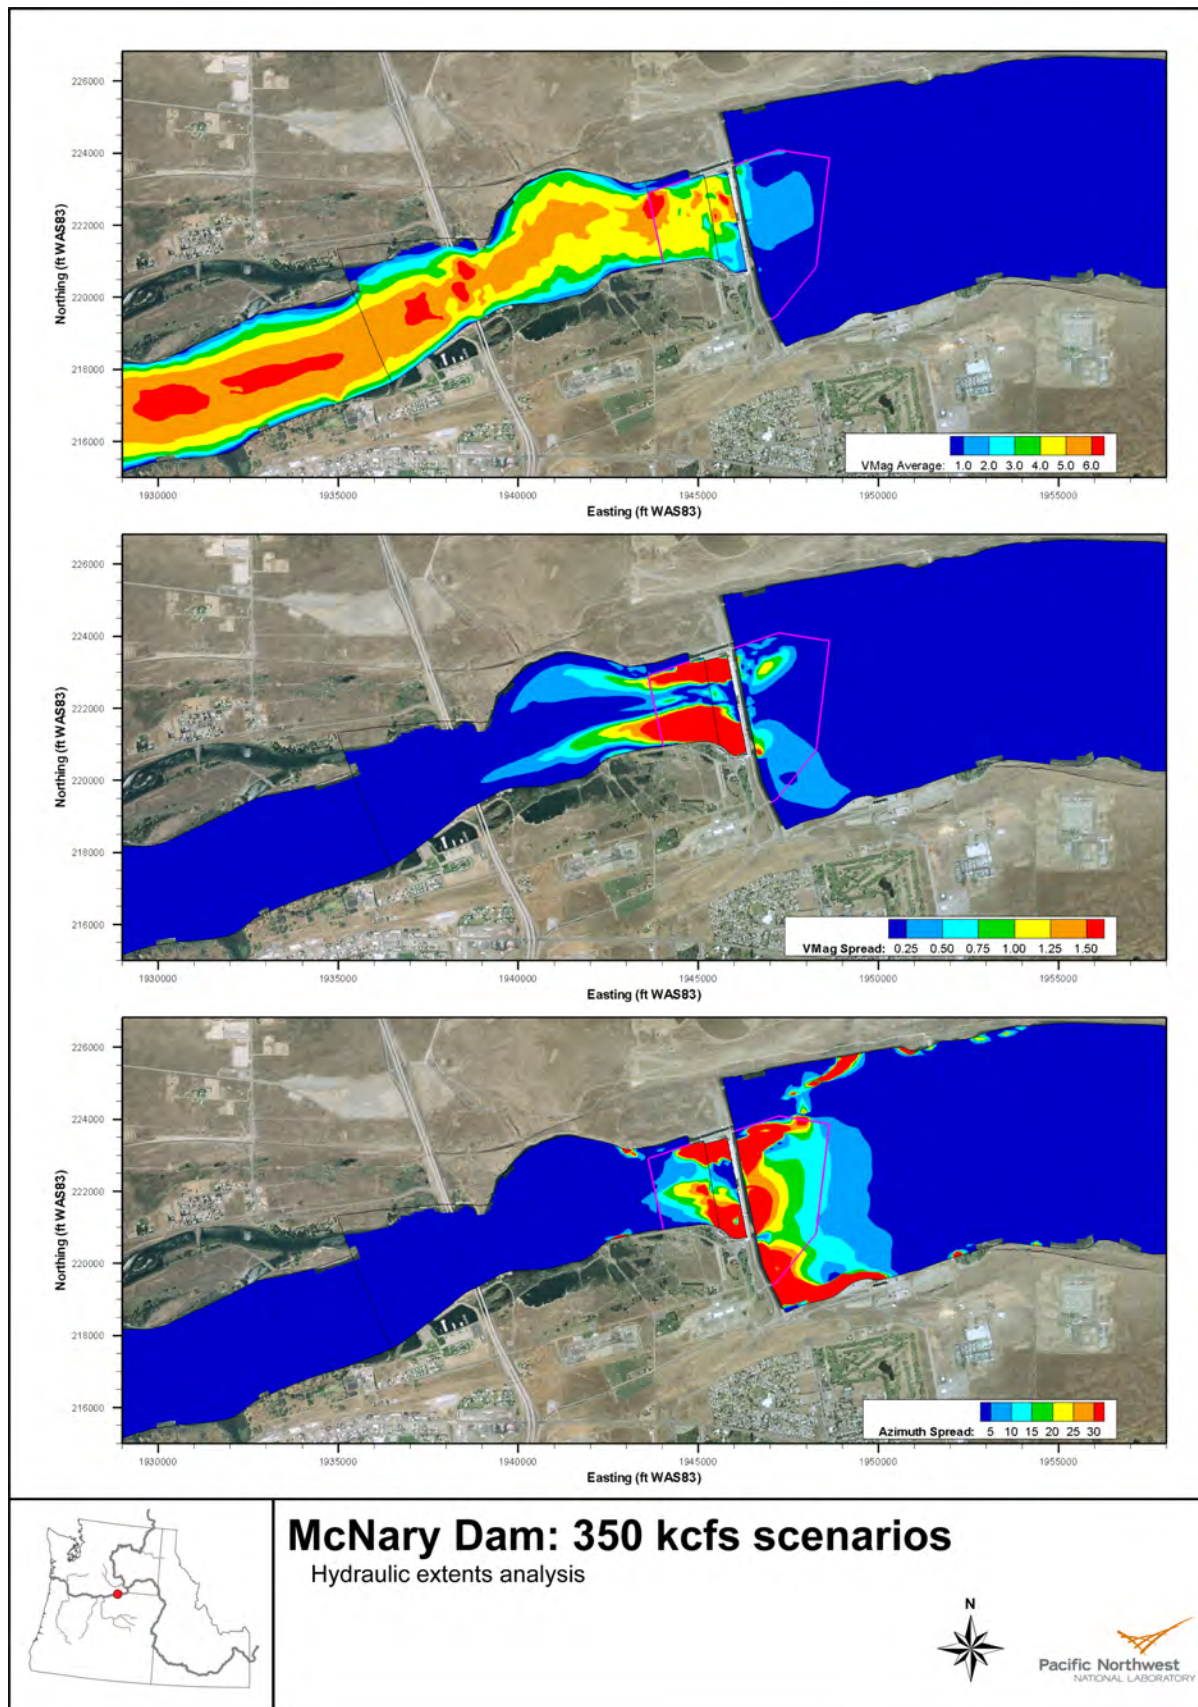 226000
224000
222000
220000
218000
216000
Northing (ft WAS83)
VMag Average: 1.0 2.0 3.0 4.0 5.0 6.0
1930000 1935000 1940000 1945000 1950000 1955000
Easting (ft WAS83)
226000
224000
222000
220000
218000
216000
Northing (ft WAS83)
VMag Spread: 0.25 0.50 0.75 1.00 1.25 1.50
1930000 1935000 1940000 1945000 1950000 1955000
Easting (ft WAS83)
226000
224000
222000
220000
218000
216000
Northing (ft WAS83)
Azimuth Spread: 5 10 15 20 25 30
1930000 1935000 1940000 1945000 1950000 1955000
Easting (ft WAS83)
McNary Dam: 350 kcfs scenarios
Hydraulic extents analysis
N
Pacific Northwest
NATIONAL LABORATORY